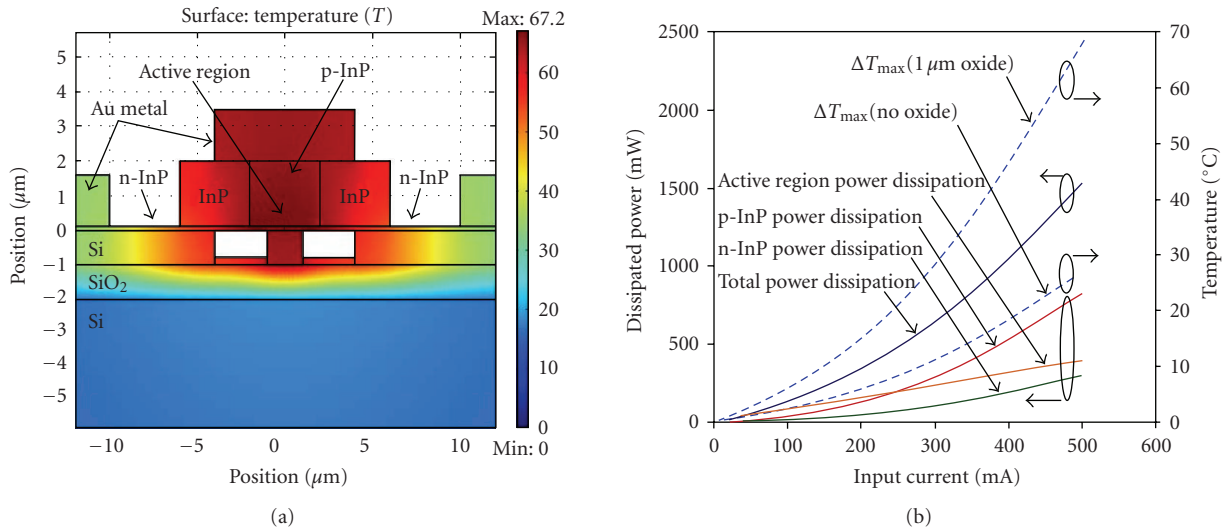 Surface: temperature (T)
Max: 67.2
Active region
p-InP
Au metal
n-InP
InP
InP
n-InP
Si
SiO2
Si
Position (μm)
5
4
3
2
1
0
−1
−2
−3
−4
−5
−10
−5
0
5
10
Position (μm)
60
50
40
30
20
10
0
Min: 0
(a)
Dissipated power (mW)
2500
2000
1500
1000
500
0
ΔTmax(1 μm oxide)
ΔTmax(no oxide)
Active region power dissipation
p-InP power dissipation
n-InP power dissipation
Total power dissipation
70
60
50
40
30
20
10
0
Temperature (°C)
0
100
200
300
400
500
600
Input current (mA)
(b)